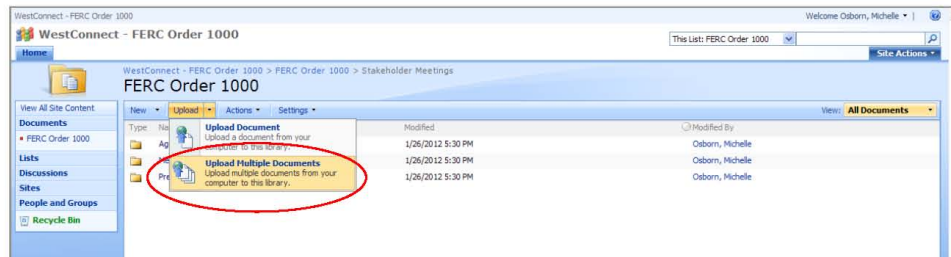 WestConnect - FERC Order 1000
Welcome Osborn, Michelle
WestConnect - FERC Order 1000
This List: FERC Order 1000
Home
Site Actions
WestConnect - FERC Order 1000 > FERC Order 1000 > Stakeholder Meetings
FERC Order 1000
View All Site Content
New Upload Actions Settings
View: All Documents
Documents
Type Na Modified Modified By
FERC Order 1000
Upload Document
Upload a document from your
computer to this library.
Ag 1/26/2012 5:30 PM Osborn, Michelle
Lists
Upload Multiple Documents
Upload multiple documents from your
computer to this library.
1/26/2012 5:30 PM Osborn, Michelle
Discussions
Pre 1/26/2012 5:30 PM Osborn, Michelle
Sites
People and Groups
Recycle Bin